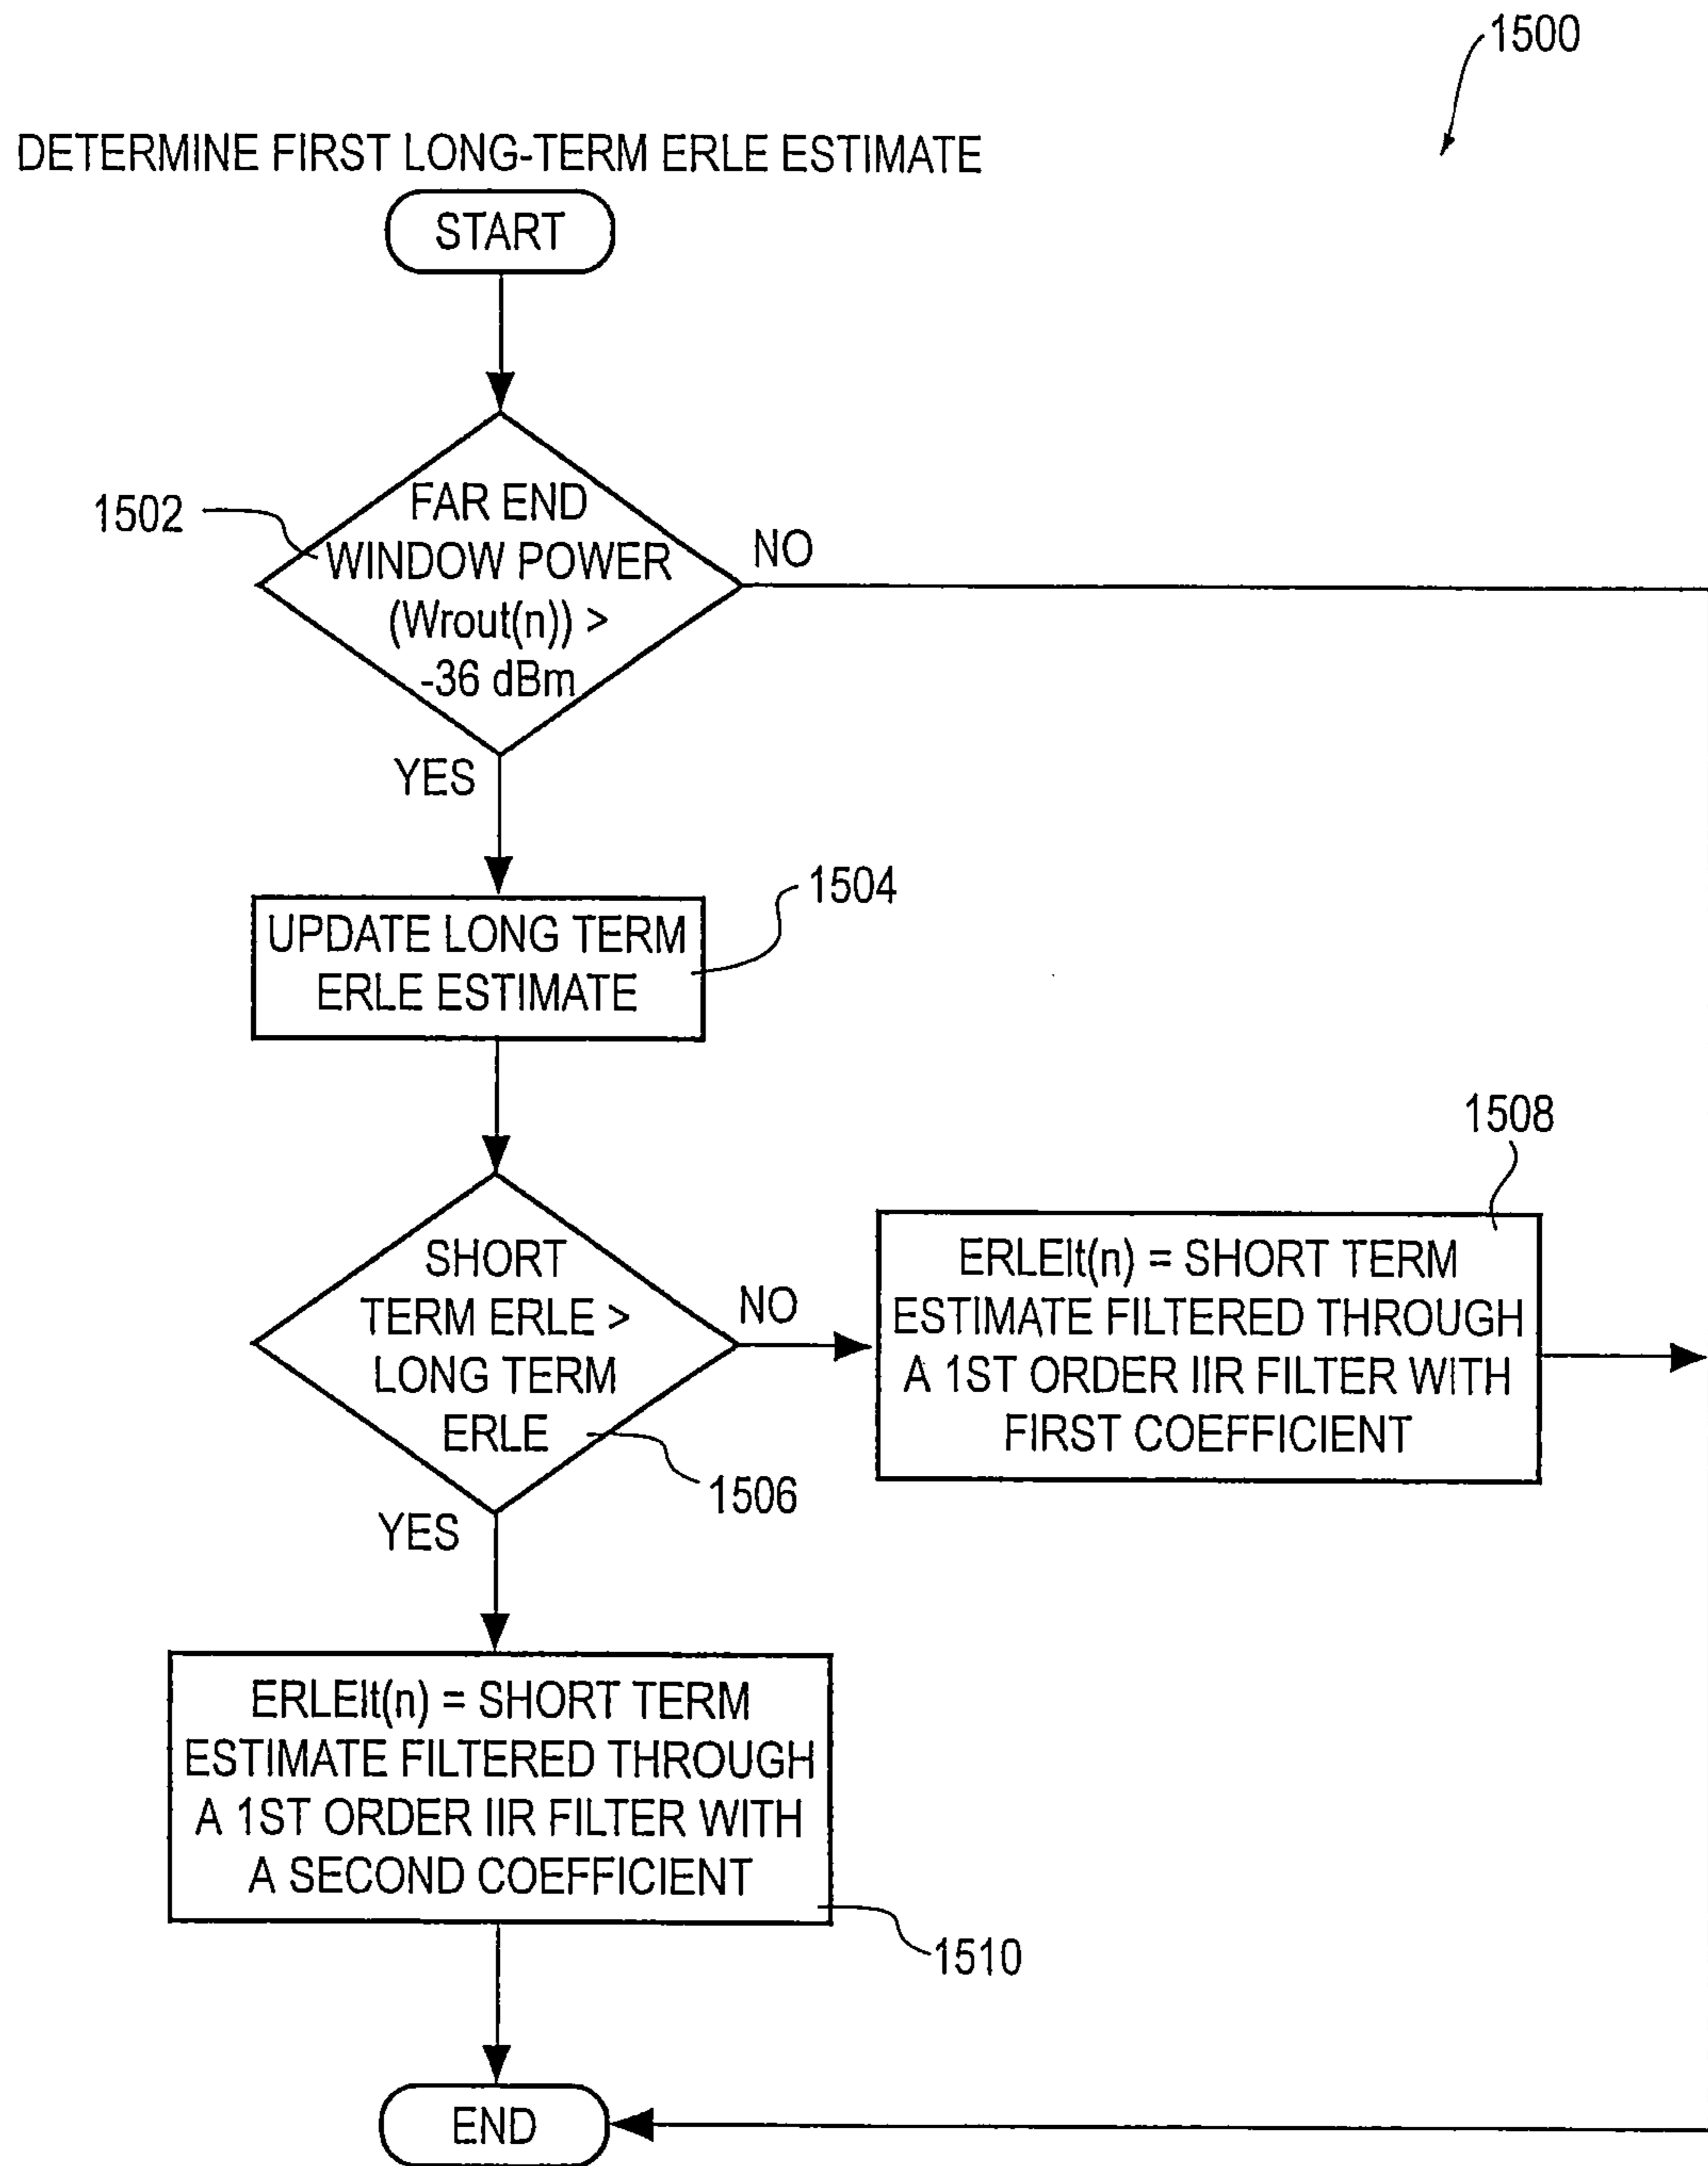 1500
DETERMINE FIRST LONG-TERM ERLE ESTIMATE
START
1502
FAR END
WINDOW POWER
(Wrout(n)) >
-36 dBm
NO
YES
1504
UPDATE LONG TERM
ERLE ESTIMATE
SHORT
TERM ERLE >
LONG TERM
ERLE
1506
NO
1508
ERLElt(n) = SHORT TERM
ESTIMATE FILTERED THROUGH
A 1ST ORDER IIR FILTER WITH
FIRST COEFFICIENT
YES
ERLElt(n) = SHORT TERM
ESTIMATE FILTERED THROUGH
A 1ST ORDER IIR FILTER WITH
A SECOND COEFFICIENT
1510
END